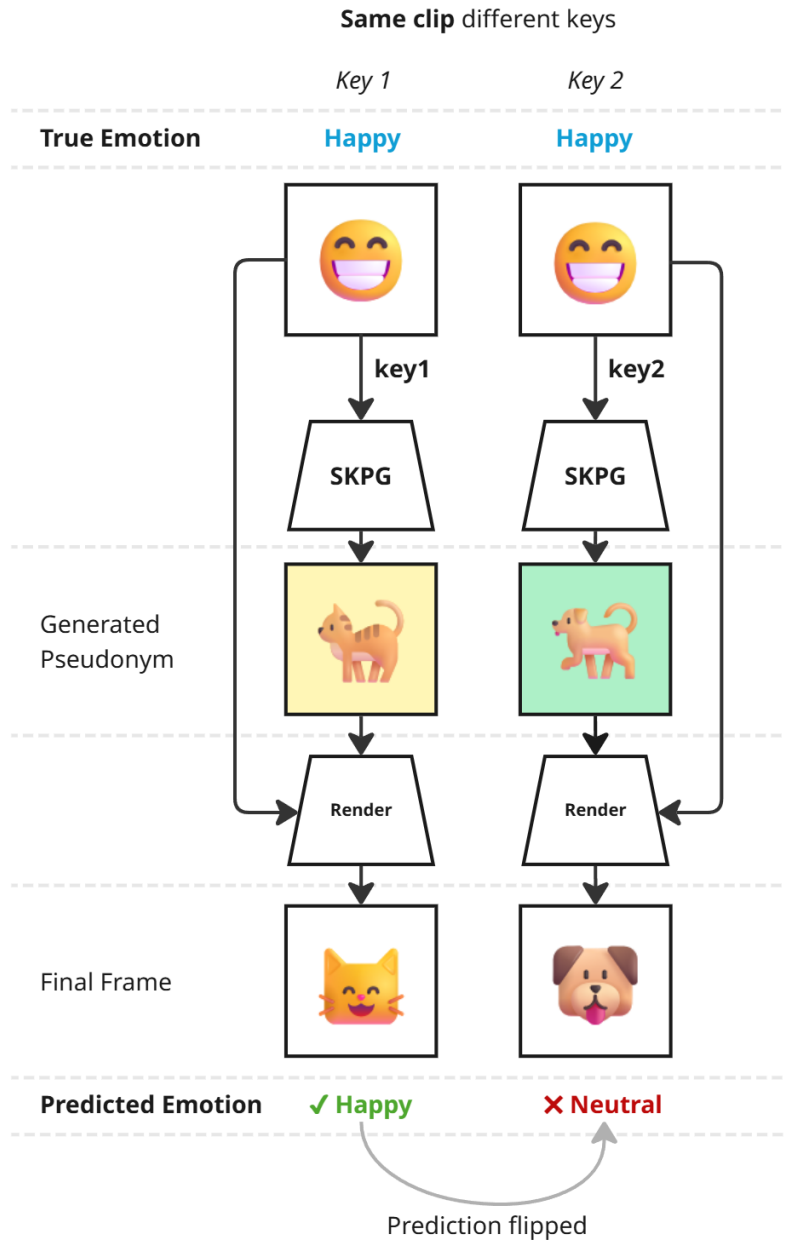 Same clip different keys
Key 1 Key 2
True Emotion Happy Happy
key1 key2
SKPG SKPG
Generated
Pseudonym
Render Render
Final Frame
Predicted Emotion ✓ Happy ✕ Neutral
Prediction flipped